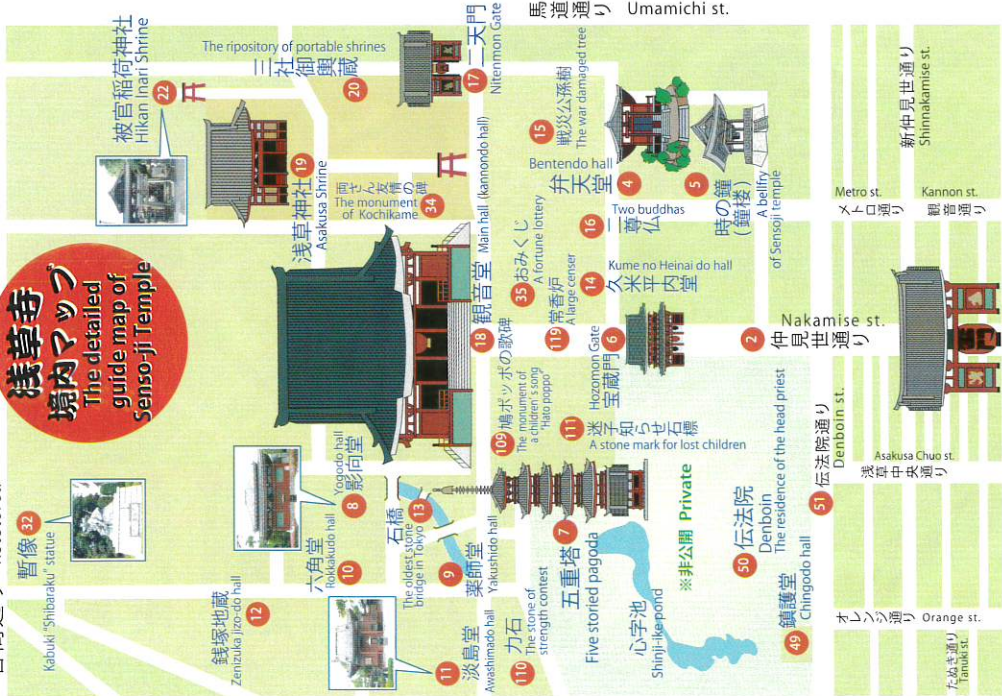 浅草寺
境内マップ
The detailed
guide map of
Senso-ji Temple
馬道通り Umamichi st.
32
暫像
Kabuki "Shibaraku" statue
被官稲荷神社
Hikan Inari Shrine
22
The ripository of portable shrines
三社御輿蔵
20
17
二天門
Nitenmon Gate
19
浅草神社
Asakusa Shrine
両さん友情の碑
The monument
of Kochikame
34
15
戦災公孫樹
The war damaged tree
Bentendo hall
弁天堂
4
5
時の鐘
(鐘楼)
A bellfry
of Sensoji temple
16
Two buddhas
二尊仏
14
Kume no Heinai do hall
久米平内堂
35
おみくじ
A fortune lottery
119
常香炉
A large censer
18
観音堂 Main hall (kannondo hall)
6
Hozomon Gate
宝蔵門
109
鳩ポッポの歌碑
The monument of
a children's song
"Hato poppo"
111
迷子知らせ石標
A stone mark for lost children
Yogodo hall
影向堂
8
六角堂
Rokkakudo hall
10
石橋
13
The oldest stone
bridge in Tokyo
9
薬師堂
Yakushido hall
銭塚地蔵
Zenizuka jizo-do hall
12
11
淡島堂
Awashimado hall
110
力石
The stone of
strength contest
7
五重塔
Five storied pagoda
心字池
Shinji-ike pond
※非公開 Private
50
伝法院
Denboin
The residence of the head priest
49
鎮護堂
Chingodo hall
51
伝法院通り
Denboin st.
2
Nakamise st.
仲見世通り
新仲見世通り
Shinnakamise st.
Metro st.
メトロ通り
Kannon st.
観音通り
Asakusa Chuo st.
浅草中央通り
オレンジ通り Orange st.
たぬき通り
Tanuki st.